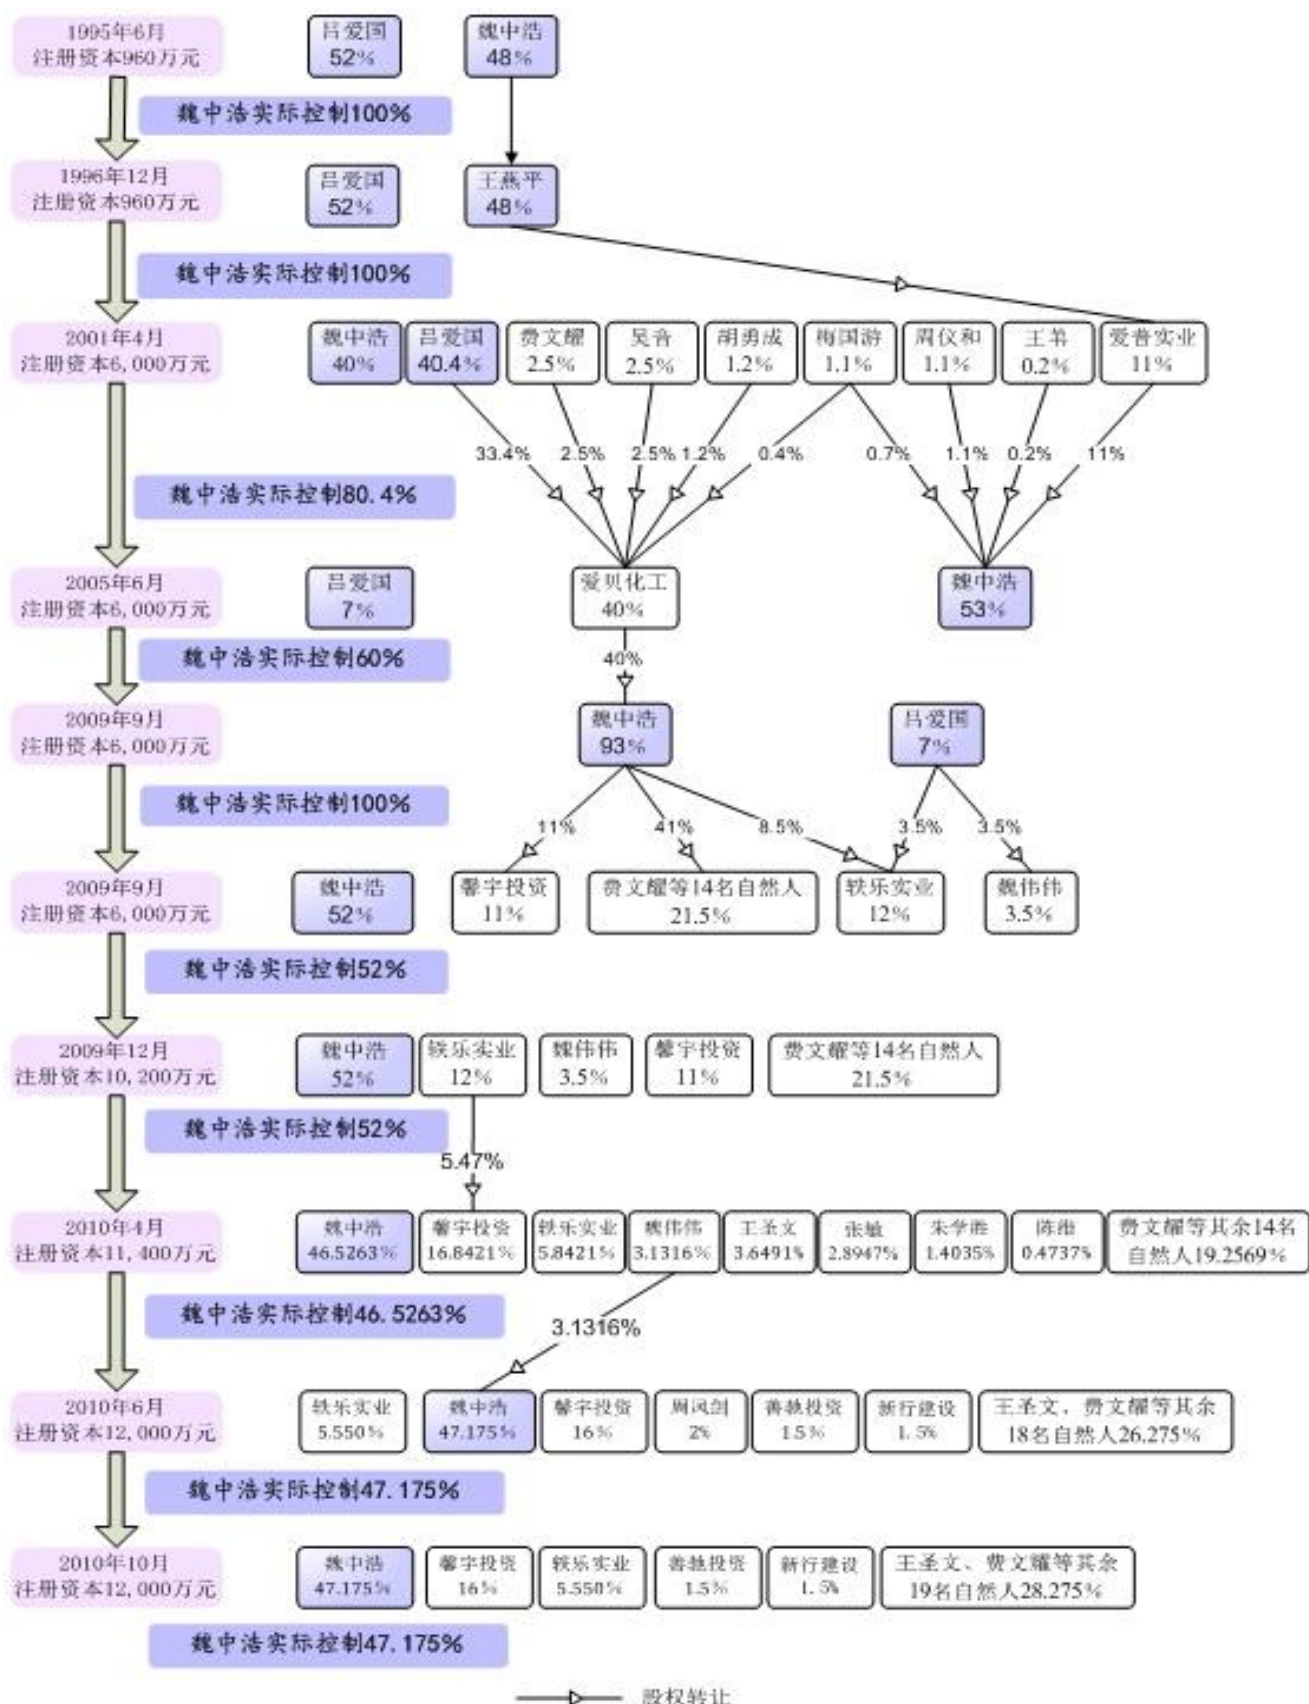 1995年6月
注册资本960万元
吕爱国
52%
魏中浩
48%
魏中浩实际控制100%
1996年12月
注册资本960万元
吕爱国
52%
王燕平
48%
魏中浩实际控制100%
2001年4月
注册资本6,000万元
魏中浩
40%
吕爱国
40.4%
费文耀
2.5%
吴音
2.5%
胡勇成
1.2%
梅国游
1.1%
周仪和
1.1%
王苇
0.2%
爱普实业
11%
33.4%
2.5%
2.5%
1.2%
0.4%
0.7%
1.1%
0.2%
11%
魏中浩实际控制80.4%
2005年6月
注册资本6,000万元
吕爱国
7%
爱贝化工
40%
魏中浩
53%
魏中浩实际控制60%
40%
2009年9月
注册资本6,000万元
魏中浩
93%
吕爱国
7%
魏中浩实际控制100%
11%
41%
8.5%
3.5%
3.5%
2009年9月
注册资本6,000万元
魏中浩
52%
馨宇投资
11%
费文耀等14名自然人
21.5%
轶乐实业
12%
魏伟伟
3.5%
魏中浩实际控制52%
2009年12月
注册资本10,200万元
魏中浩
52%
轶乐实业
12%
魏伟伟
3.5%
馨宇投资
11%
费文耀等14名自然人
21.5%
魏中浩实际控制52%
5.47%
2010年4月
注册资本11,400万元
魏中浩
46.5263%
馨宇投资
16.8421%
轶乐实业
5.8421%
魏伟伟
3.1316%
王圣文
3.6491%
张敏
2.8947%
朱学胜
1.4035%
陈维
0.4737%
费文耀等其余14名
自然人19.2569%
魏中浩实际控制46.5263%
3.1316%
2010年6月
注册资本12,000万元
轶乐实业
5.550%
魏中浩
47.175%
馨宇投资
16%
周风剑
2%
善驰投资
1.5%
新行建设
1.5%
王圣文、费文耀等其余
18名自然人26.275%
魏中浩实际控制47.175%
2010年10月
注册资本12,000万元
魏中浩
47.175%
馨宇投资
16%
轶乐实业
5.550%
善驰投资
1.5%
新行建设
1.5%
王圣文、费文耀等其余
19名自然人28.275%
魏中浩实际控制47.175%
股权转让